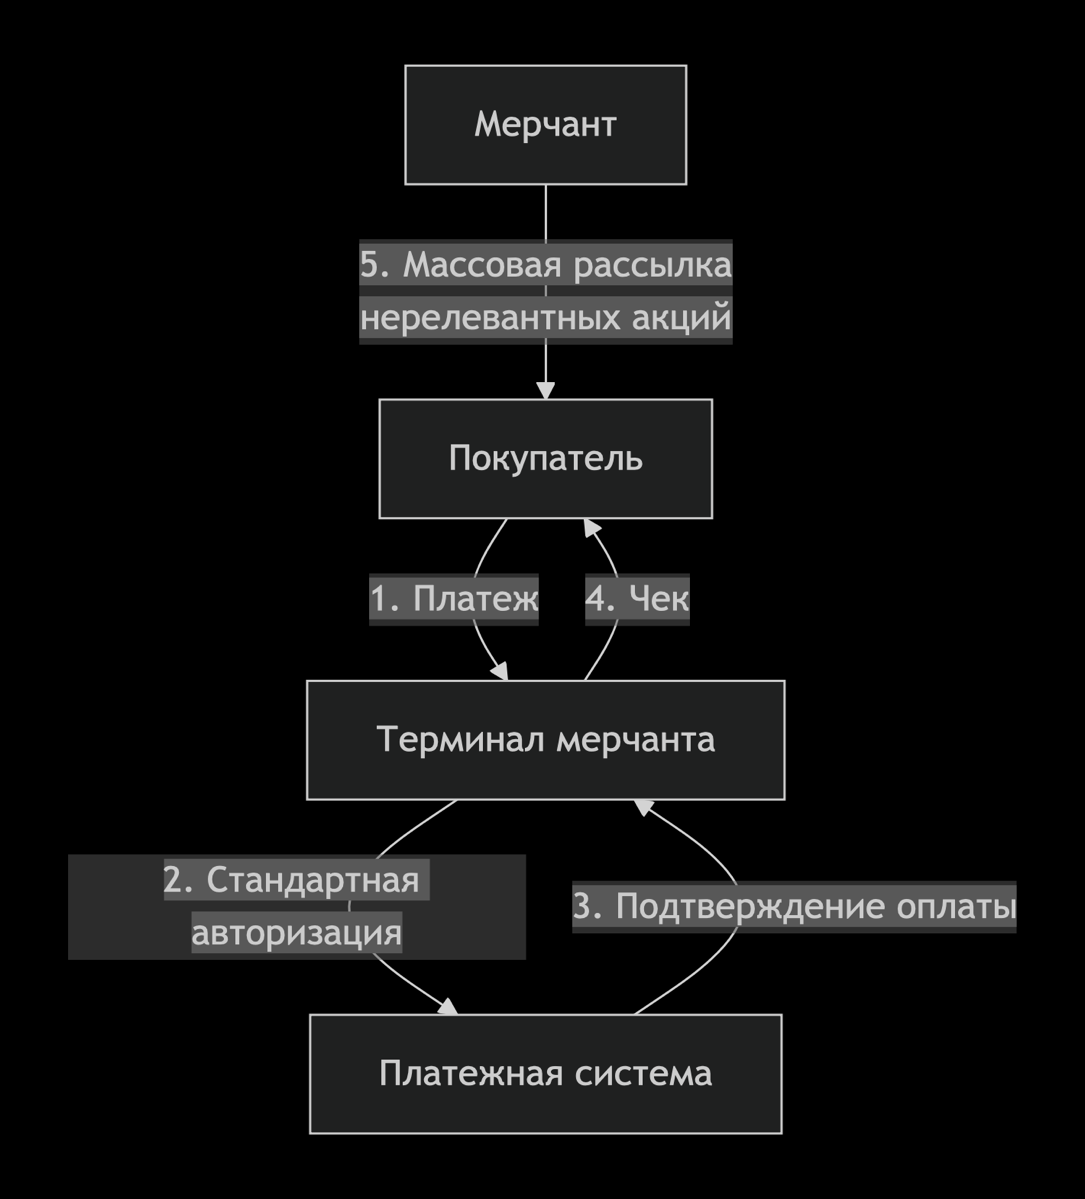 Мерчант
5. Массовая рассылка
нерелевантных акций
Покупатель
1. Платеж
4. Чек
Терминал мерчанта
2. Стандартная
авторизация
3. Подтверждение оплаты
Платежная система